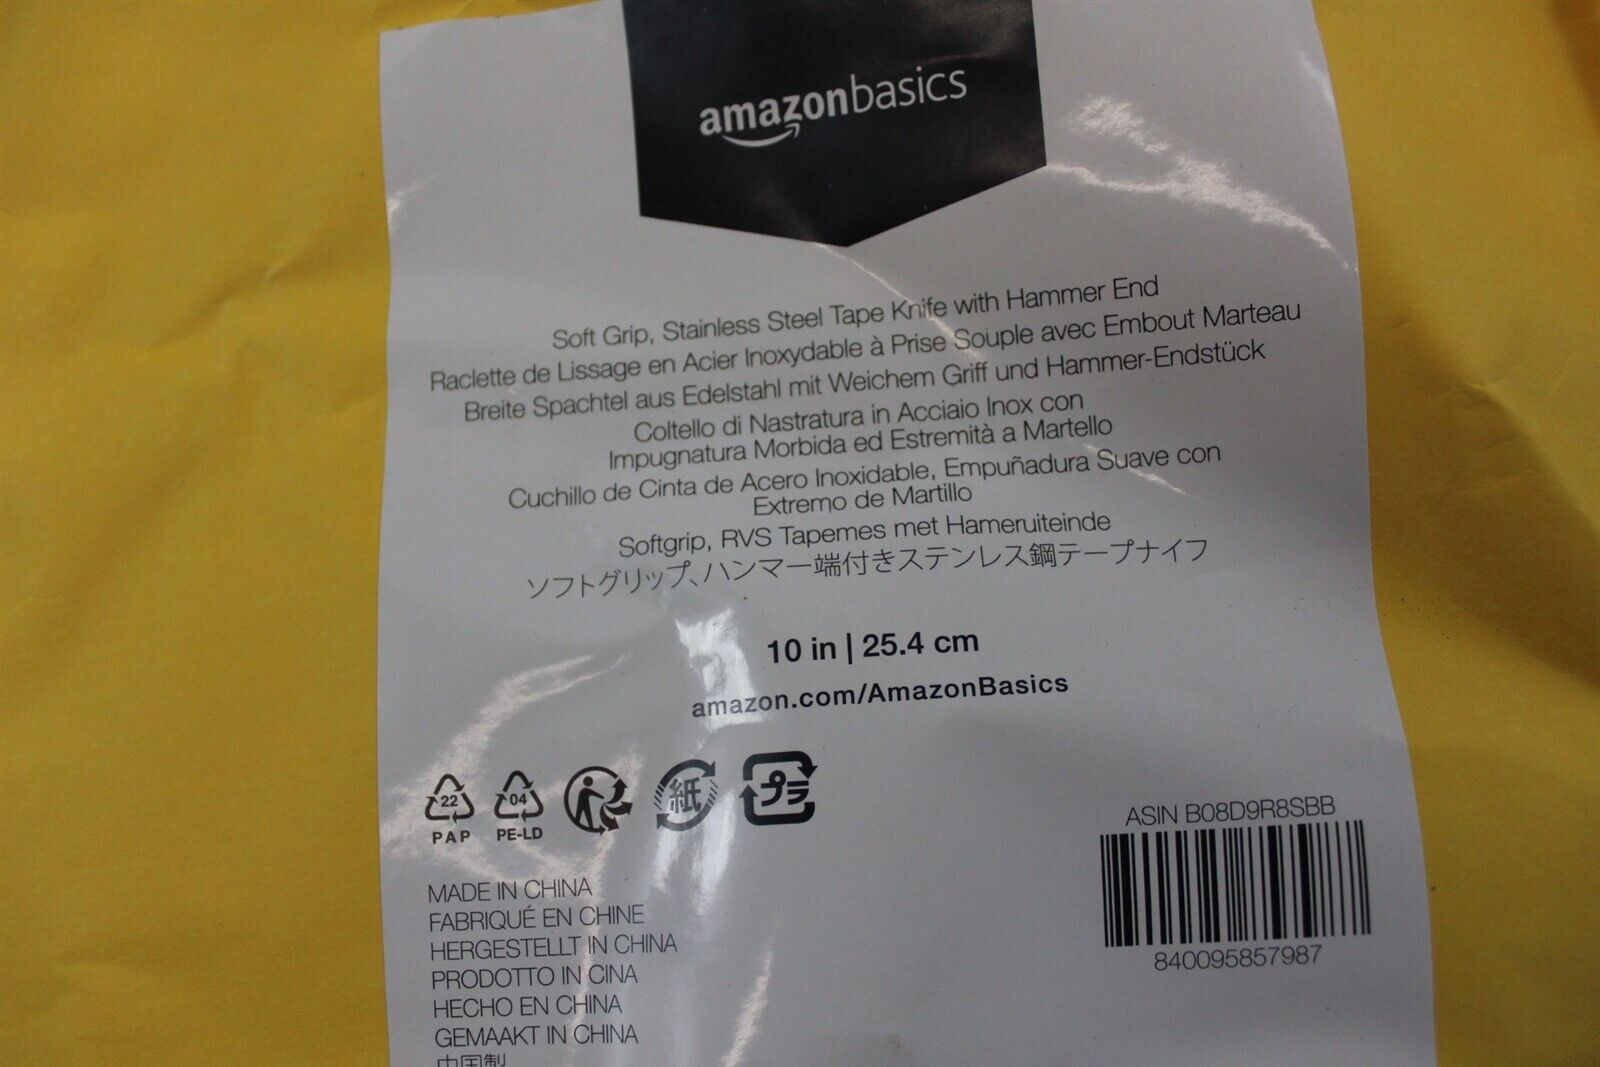 amazonbasics
Soft Grip, Stainless Steel Tape Knife with Hammer End
Raclette de Lissage en Acier Inoxydable à Prise Souple avec Embout Marteau
Breite Spachtel aus Edelstahl mit Weichem Griff und Hammer-Endstück
Coltello di Nastratura in Acciaio Inox con
Impugnatura Morbida ed Estremità a Martello
Cuchillo de Cinta de Acero Inoxidable, Empuñadura Suave con
Extremo de Martillo
Softgrip, RVS Tapemes met Hameruiteinde
ソフトグリップ、ハンマー端付きステンレス鋼テープナイフ
10 in | 25.4 cm
amazon.com/AmazonBasics
22
PAP
04
PE-LD
紙
プラ
ASIN B08D9R8SBB
840095857987
MADE IN CHINA
FABRIQUÉ EN CHINE
HERGESTELLT IN CHINA
PRODOTTO IN CINA
HECHO EN CHINA
GEMAAKT IN CHINA
中国製